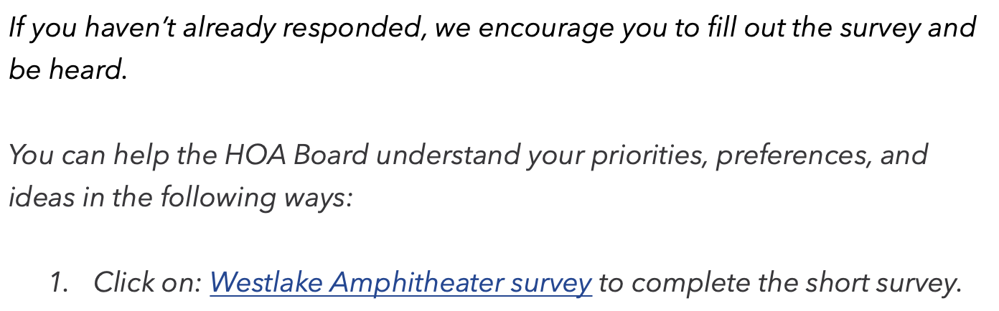 If you haven’t already responded, we encourage you to fill out the survey and
be heard.
You can help the HOA Board understand your priorities, preferences, and
ideas in the following ways:
1. Click on: Westlake Amphitheater survey to complete the short survey.